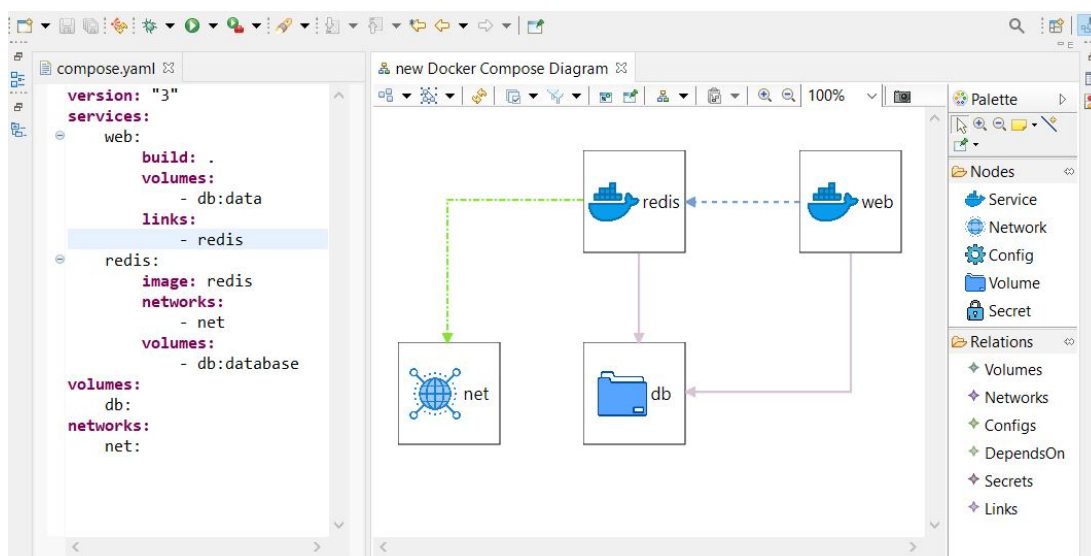 compose.yaml
version: "3"
services:
web:
build: .
volumes:
- db:data
links:
- redis
redis:
image: redis
networks:
- net
volumes:
- db:database
volumes:
db:
networks:
net:
new Docker Compose Diagram
100%
redis
web
net
db
Palette
Nodes
Service
Network
Config
Volume
Secret
Relations
Volumes
Networks
Configs
DependsOn
Secrets
Links